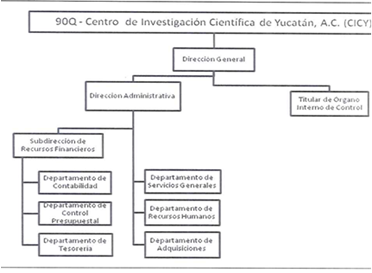 90Q - Centro de Investigación Científica de Yucatán, A.C. (CICY)
Dirección General
Dirección Administrativa
Titular de Órgano
Interno de Control
Subdirección de
Recursos Financieros
Departamento de
Contabilidad
Departamento de
Servicios Generales
Departamento de
Control
Presupuestal
Departamento de
Recursos Humanos
Departamento de
Tesorería
Departamento de
Adquisiciones